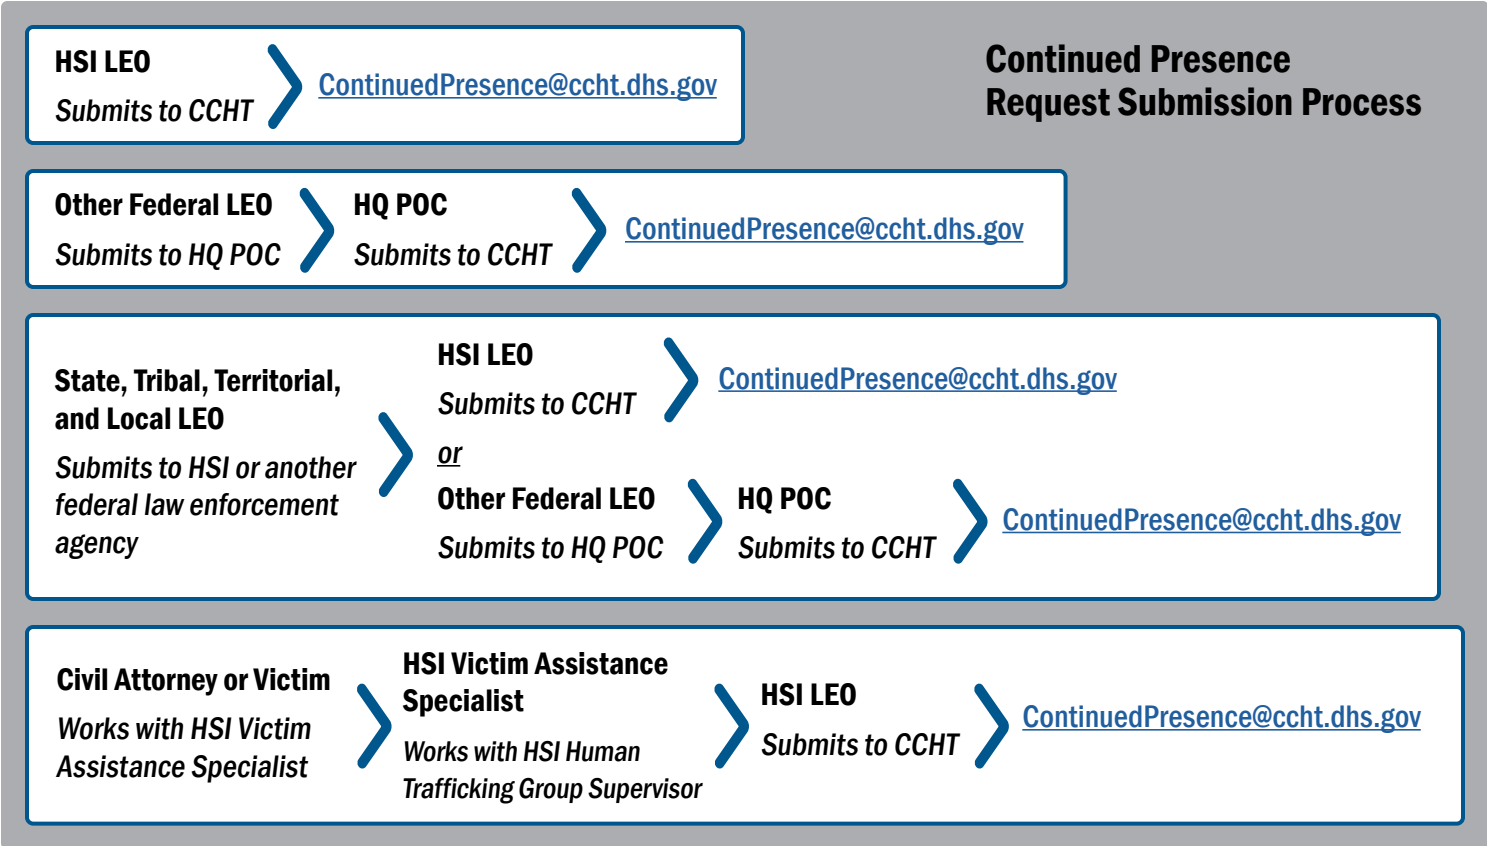 Continued Presence
Request Submission Process
HSI LEO
Submits to CCHT
ContinuedPresence@ccht.dhs.gov
Other Federal LEO
Submits to HQ POC
HQ POC
Submits to CCHT
ContinuedPresence@ccht.dhs.gov
State, Tribal, Territorial,
and Local LEO
Submits to HSI or another
federal law enforcement
agency
HSI LEO
Submits to CCHT
ContinuedPresence@ccht.dhs.gov
or
Other Federal LEO
Submits to HQ POC
HQ POC
Submits to CCHT
ContinuedPresence@ccht.dhs.gov
Civil Attorney or Victim
Works with HSI Victim
Assistance Specialist
HSI Victim Assistance
Specialist
Works with HSI Human
Trafficking Group Supervisor
HSI LEO
Submits to CCHT
ContinuedPresence@ccht.dhs.gov